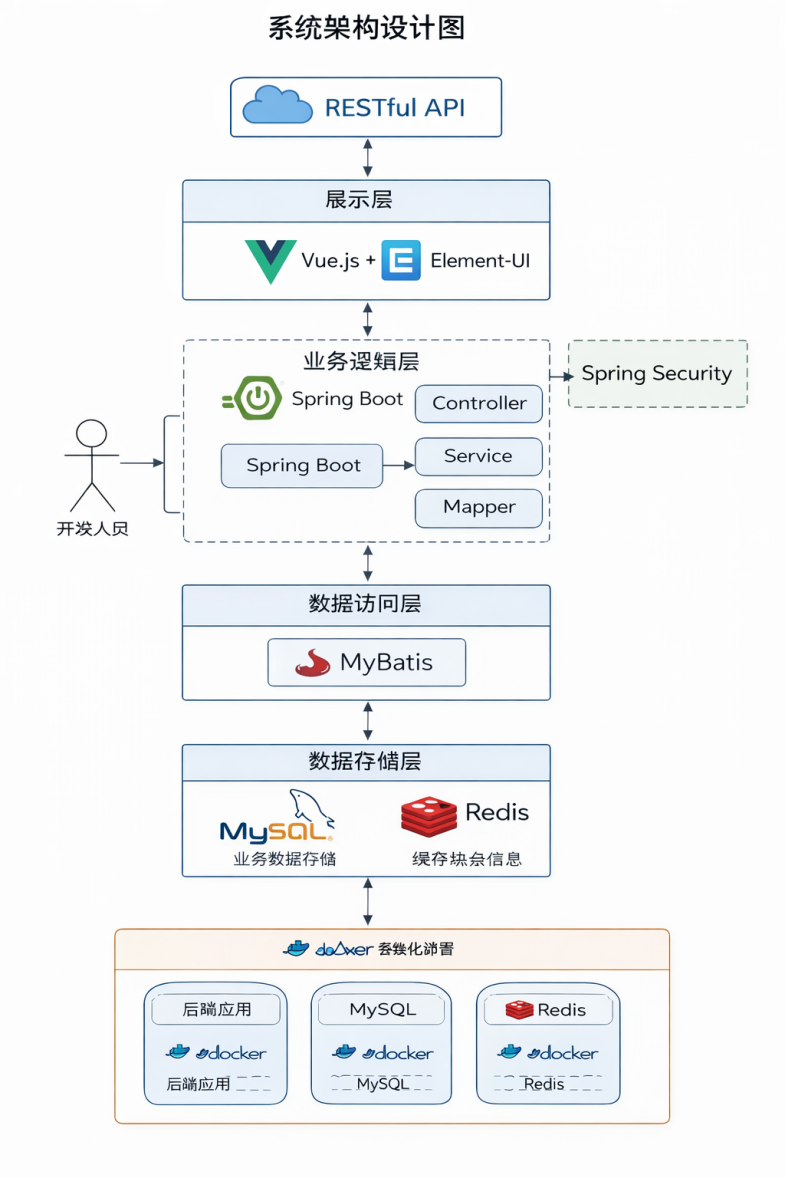 系统架构设计图
RESTful API
展示层
Vue.js + Element-UI
业务逻辑层
Spring Boot
Controller
Spring Security
Spring Boot
Service
Mapper
开发人员
数据访问层
MyBatis
数据存储层
MySQL
Redis
业务数据存储
信息
后端应用
MySQL
Redis
docker
docker
docker
后端应用
MySQL
Redis